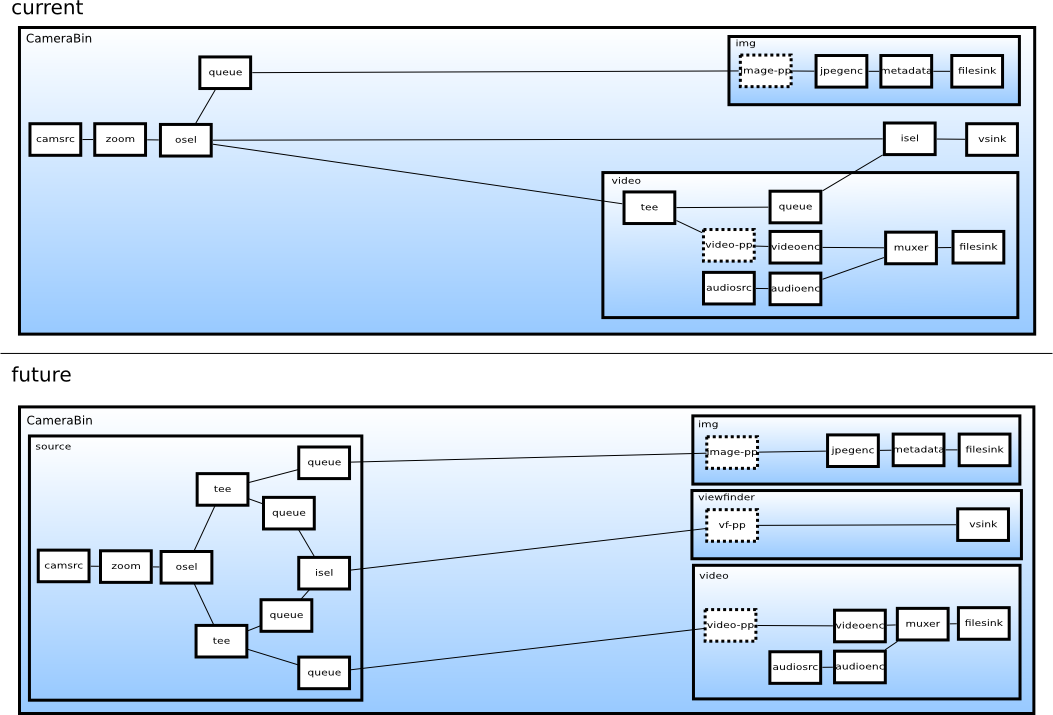 current
CameraBin
img
queue
image-pp
jpegenc
metadata
filesink
camsrc
zoom
osel
isel
vsink
video
tee
queue
video-pp
videoenc
muxer
filesink
audiosrc
audioenc
future
CameraBin
source
img
queue
image-pp
jpegenc
metadata
filesink
tee
viewfinder
queue
vf-pp
vsink
camsrc
zoom
osel
isel
video
queue
video-pp
videoenc
muxer
filesink
tee
audiosrc
audioenc
queue